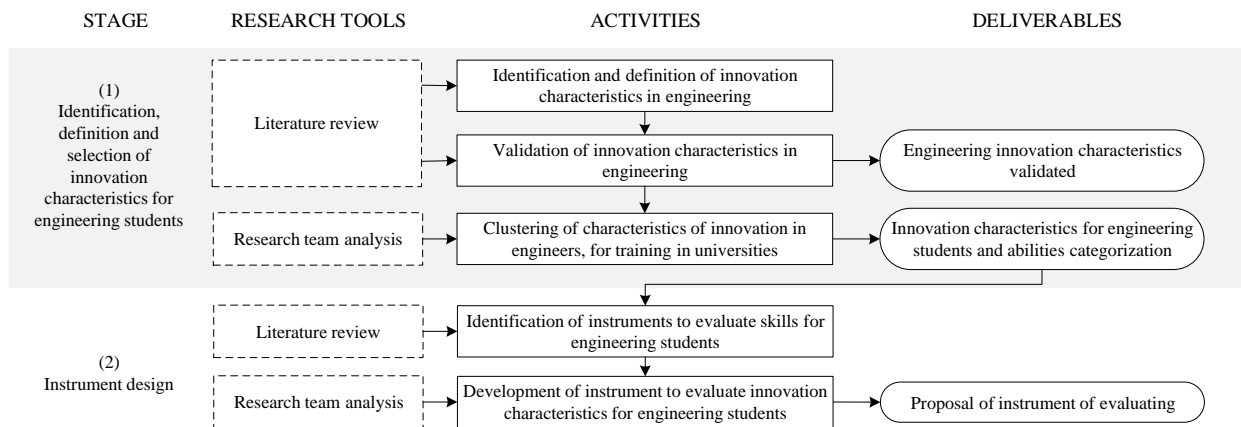 STAGE
RESEARCH TOOLS
ACTIVITIES
DELIVERABLES
(1)
Identification,
definition and
selection of
innovation
characteristics for
engineering students
Literature review
Identification and definition of innovation
characteristics in engineering
Validation of innovation characteristics in
engineering
Engineering innovation characteristics
validated
Research team analysis
Clustering of characteristics of innovation in
engineers, for training in universities
Innovation characteristics for engineering
students and abilities categorization
(2)
Instrument design
Literature review
Identification of instruments to evaluate skills for
engineering students
Research team analysis
Development of instrument to evaluate innovation
characteristics for engineering students
Proposal of instrument of evaluating